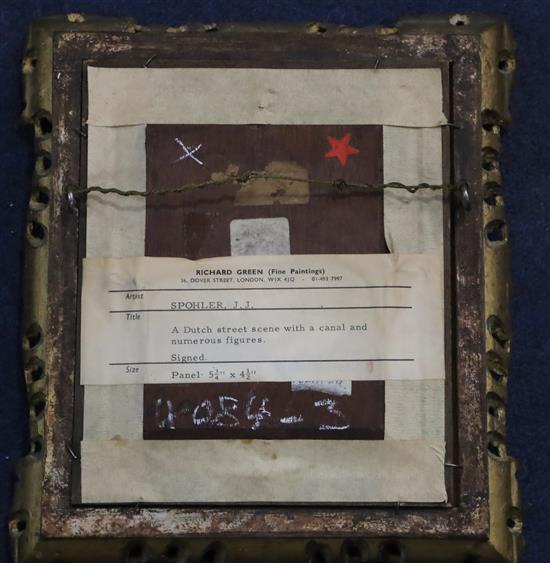 X
RICHARD GREEN (Fine Paintings)
36, DOVER STREET, LONDON, W1X 4JQ - 01-493 7997
Artist
SPOHLER, J.J.
Title
A Dutch street scene with a canal and
numerous figures.
Signed.
Size
Panel: 5¾" x 4½"